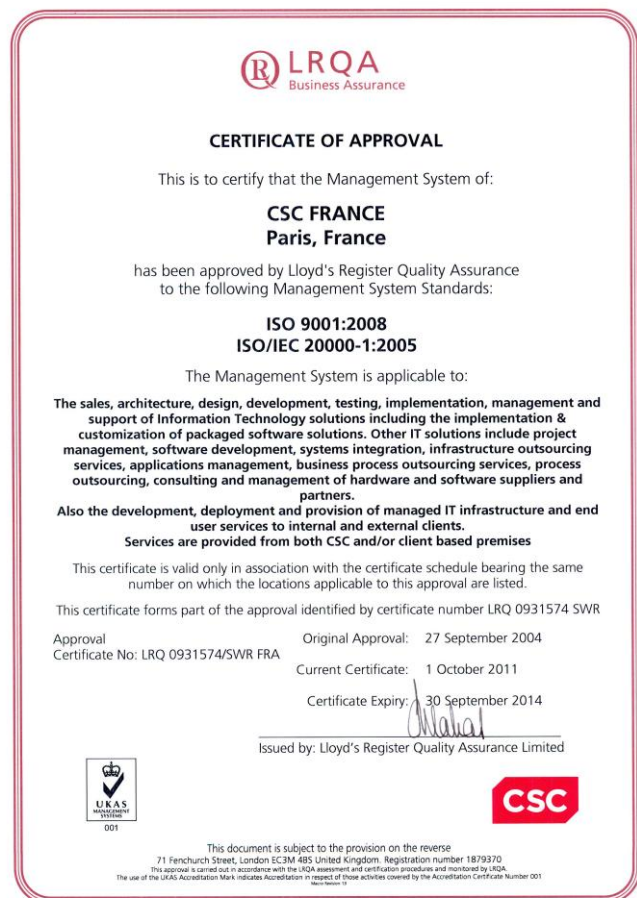 LRQA
Business Assurance
CERTIFICATE OF APPROVAL
This is to certify that the Management System of:
CSC FRANCE
Paris, France
has been approved by Lloyd's Register Quality Assurance
to the following Management System Standards:
ISO 9001:2008
ISO/IEC 20000-1:2005
The Management System is applicable to:
The sales, architecture, design, development, testing, implementation, management and
support of Information Technology solutions including the implementation &
customization of packaged software solutions. Other IT solutions include project
management, software development, systems integration, infrastructure outsourcing
services, applications management, business process outsourcing services, process
outsourcing, consulting and management of hardware and software suppliers and
partners.
Also the development, deployment and provision of managed IT infrastructure and end
user services to internal and external clients.
Services are provided from both CSC and/or client based premises
This certificate is valid only in association with the certificate schedule bearing the same
number on which the locations applicable to this approval are listed.
This certificate forms part of the approval identified by certificate number LRQ 0931574 SWR
Approval
Certificate No: LRQ 0931574/SWR FRA
Original Approval: 27 September 2004
Current Certificate: 1 October 2011
Certificate Expiry: 30 September 2014
Issued by: Lloyd's Register Quality Assurance Limited
UKAS
MANAGEMENT
SYSTEMS
001
CSC
This document is subject to the provision on the reverse
71 Fenchurch Street, London EC3M 4BS United Kingdom. Registration number 1879370
This approval is carried out in accordance with the LRQA assessment and certification procedures and monitored by LRQA.
The use of the UKAS Accreditation Mark indicates Accreditation in respect of those activities covered by the Accreditation Certificate Number 001